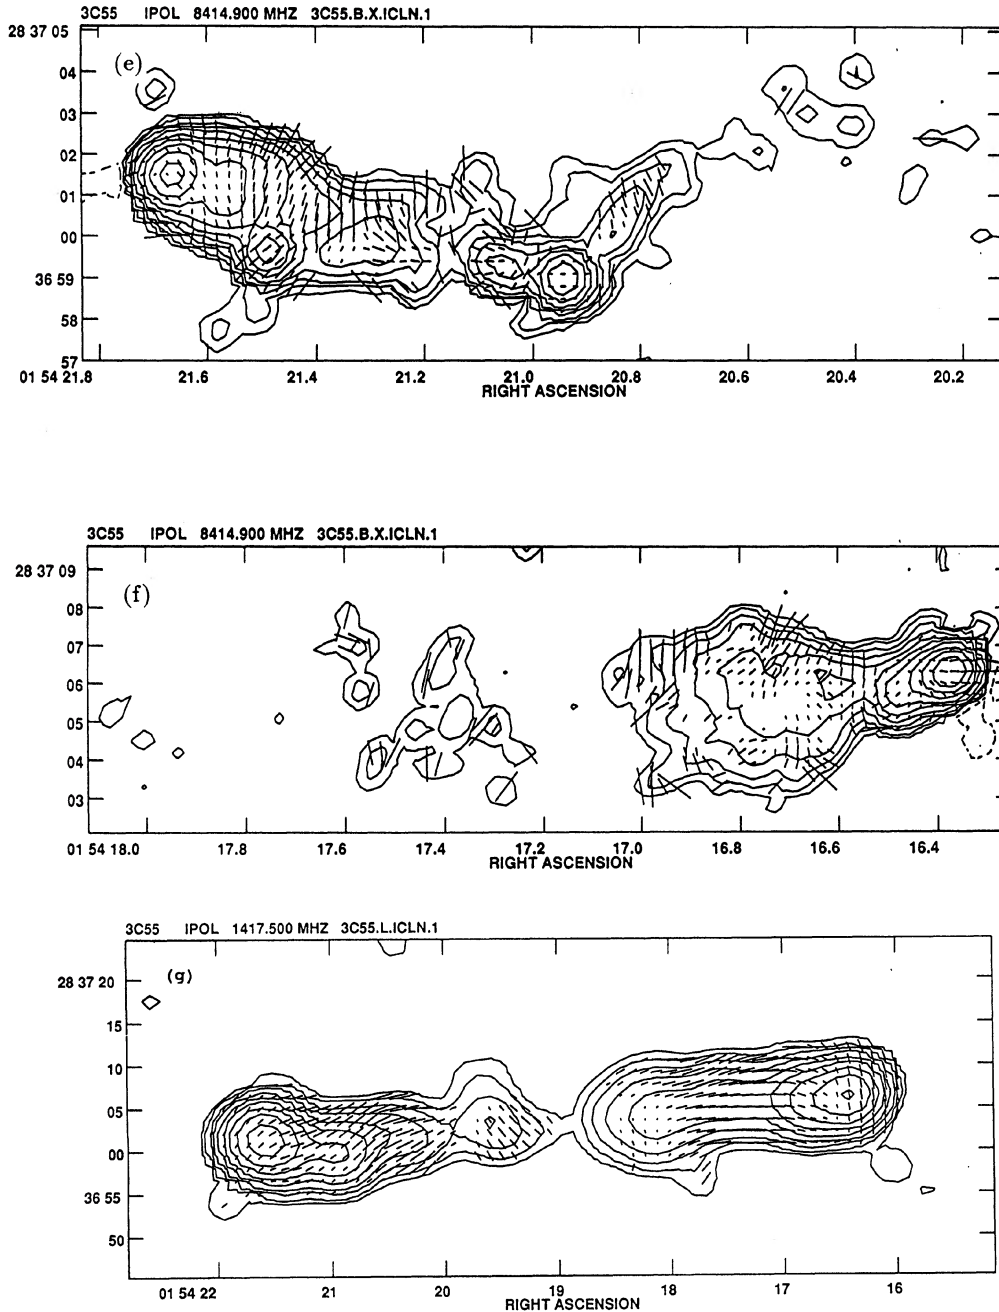 3C55 IPOL 8414.900 MHZ 3C55.B.X.ICLN.1
28 37 05
(e)
04
03
02
01
00
36 59
58
57
01 54 21.8 21.6 21.4 21.2 21.0 20.8 20.6 20.4 20.2
RIGHT ASCENSION
3C55 IPOL 8414.900 MHZ 3C55.B.X.ICLN.1
28 37 09
(f)
08
07
06
05
04
03
01 54 18.0 17.8 17.6 17.4 17.2 17.0 16.8 16.6 16.4
RIGHT ASCENSION
3C55 IPOL 1417.500 MHZ 3C55.L.ICLN.1
(g)
28 37 20
15
10
05
00
36 55
50
01 54 22 21 20 19 18 17 16
RIGHT ASCENSION